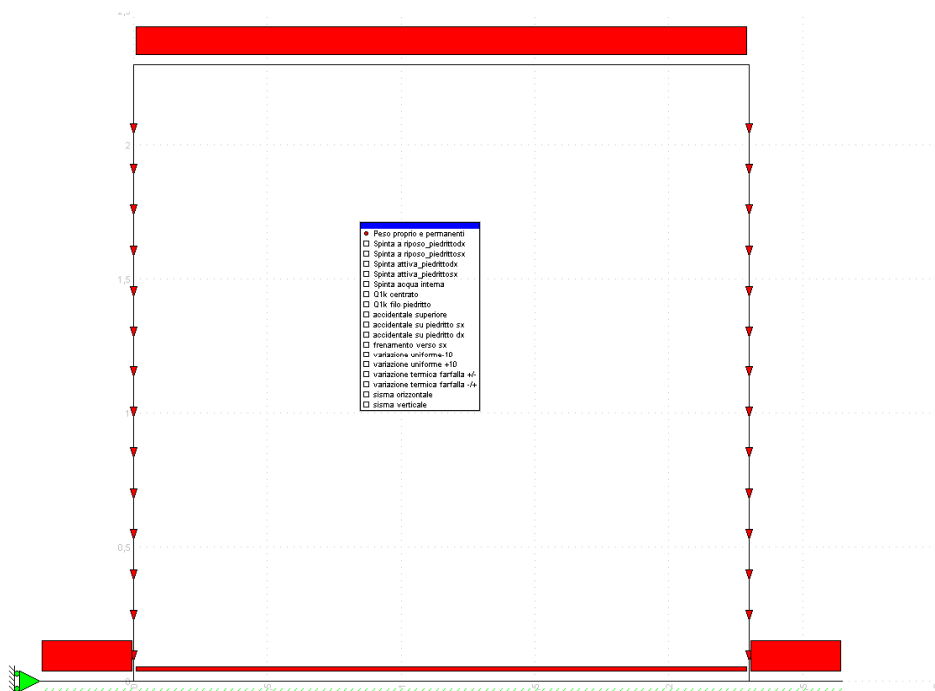 2
Peso proprio e permanenti
Spinta a riposo_piedrittodx
Spinta a riposo_piedrittosx
Spinta attiva_piedrittodx
Spinta attiva_piedrittosx
1,5
Spinta acqua interna
Q1k centrato
Q1k filo piedritto
accidentale superiore
accidentale su piedritto sx
accidentale su piedritto dx
frenamento verso sx
variazione uniforme-10
variazione uniforme +10
variazione termica farfalla +/-
variazione termica farfalla -/+
sisma orizzontale
sisma verticale
1
0,5